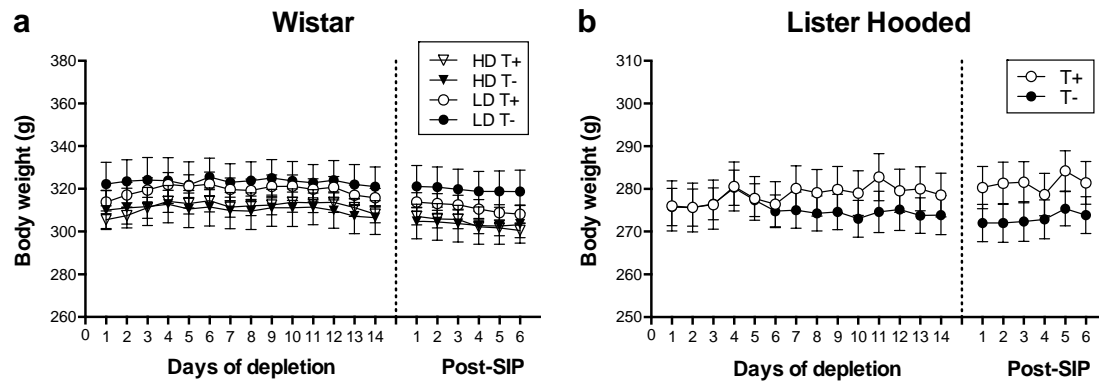 a Wistar
Body weight (g)
380
360
340
320
300
280
260
HD T+
HD T-
LD T+
LD T-
0 1 2 3 4 5 6 7 8 9 10 11 12 13 14 1 2 3 4 5 6
Days of depletion Post-SIP
b Lister Hooded
Body weight (g)
310
300
290
280
270
260
250
T+
T-
0 1 2 3 4 5 6 7 8 9 10 11 12 13 14 1 2 3 4 5 6
Days of depletion Post-SIP